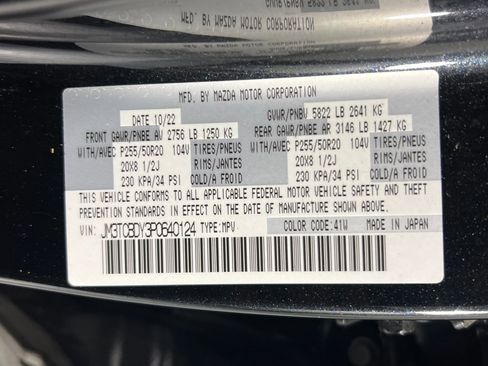 MFD. BY MAZDA MOTOR CORPORATION
DATE 10/22 GVWR/PNBV 5822 LB 2641 KG
FRONT GAWR/PNBE AV 2756 LB 1250 KG REAR GAWR/PNBE AR 3146 LB 1427 KG
WITH/AVEC P255/50R20 104V TIRES/PNEUS WITH/AVEC P255/50R20 104V TIRES/PNEUS
20X8 1/2J RIMS/JANTES 20X8 1/2J RIMS/JANTES
230 KPA/34 PSI COLD/A FROID 230 KPA/34 PSI COLD/A FROID
THIS VEHICLE CONFORMS TO ALL APPLICABLE FEDERAL MOTOR VEHICLE SAFETY AND THEFT
PREVENTION STANDARDS IN EFFECT ON THE DATE OF MANUFACTURE SHOWN ABOVE.
VIN: JM3TCBDY3P0640124 TYPE:MPV COLOR CODE:41W MADE IN JAPAN